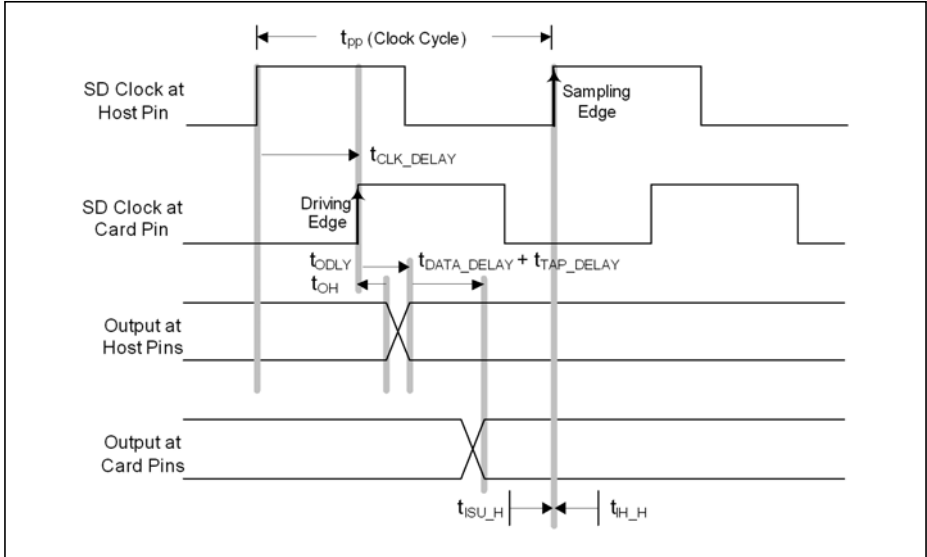 tpp (Clock Cycle)
SD Clock at
Host Pin
Sampling
Edge
tCLK_DELAY
SD Clock at
Card Pin
Driving
Edge
tODLY
tDATA_DELAY + tTAP_DELAY
tOH
Output at
Host Pins
Output at
Card Pins
tISU_H
tIH_H